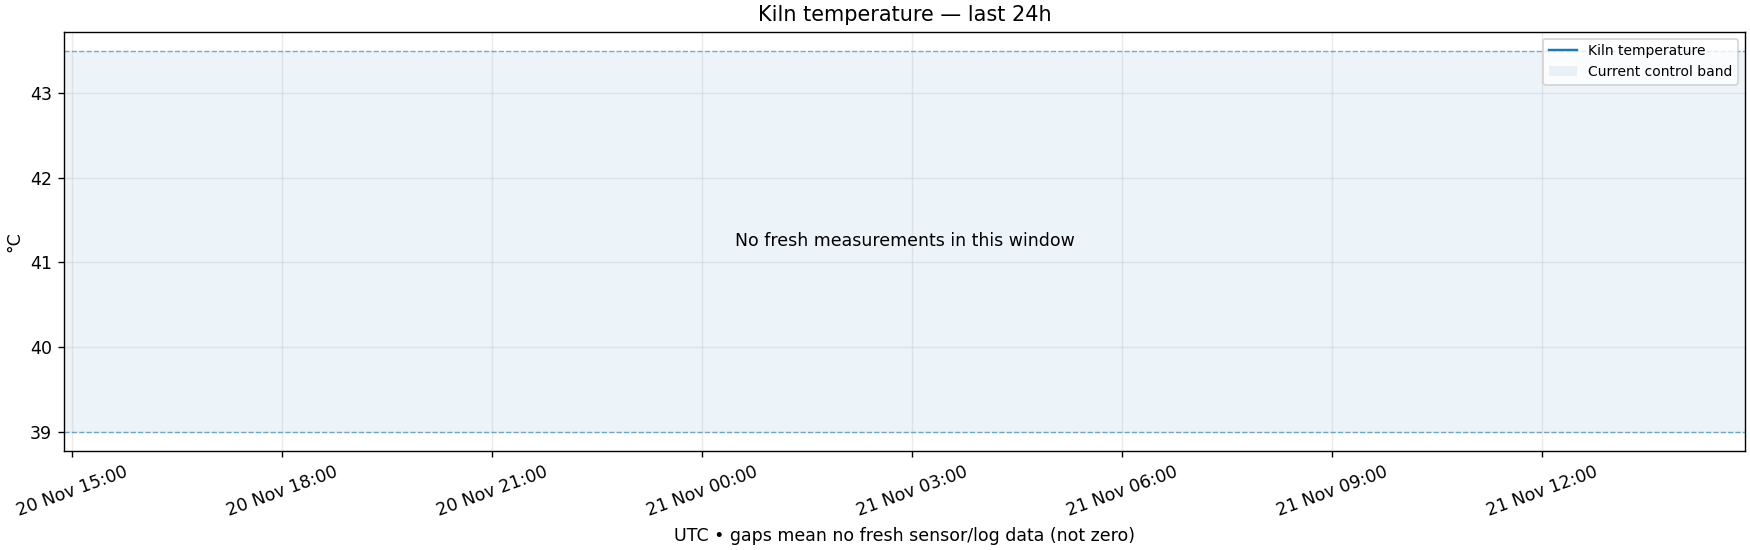 Kiln temperature — last 24h
Kiln temperature
Current control band
°C
43
42
41
40
39
No fresh measurements in this window
20 Nov 15:00
20 Nov 18:00
20 Nov 21:00
21 Nov 00:00
21 Nov 03:00
21 Nov 06:00
21 Nov 09:00
21 Nov 12:00
UTC • gaps mean no fresh sensor/log data (not zero)